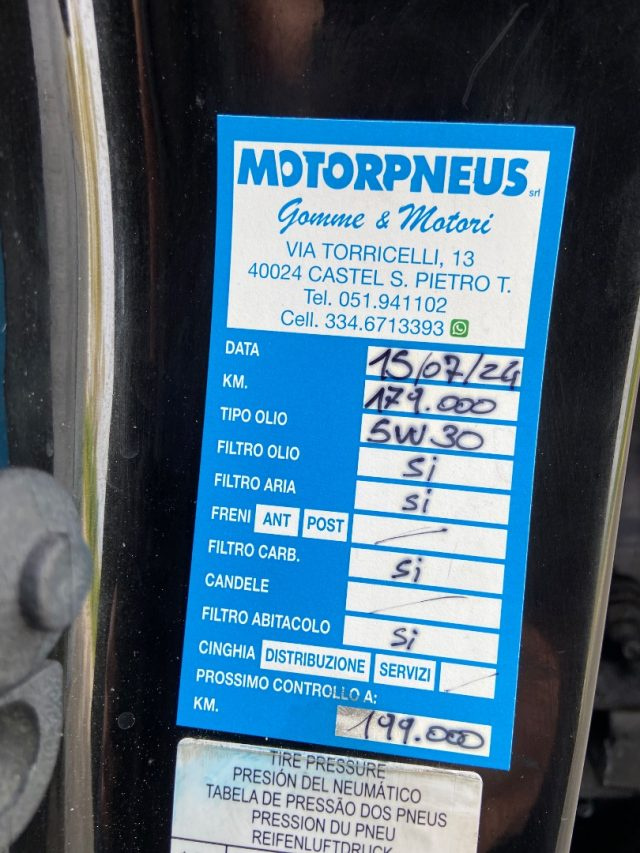 MOTORPNEUS srl
Gomme & Motori
VIA TORRICELLI, 13
40024 CASTEL S. PIETRO T.
Tel. 051.941102
Cell. 334.6713393
DATA 15/07/24
KM. 179.000
TIPO OLIO 5W30
FILTRO OLIO Si
FILTRO ARIA Si
FRENI ANT POST
FILTRO CARB. Si
CANDELE
FILTRO ABITACOLO Si
CINGHIA DISTRIBUZIONE SERVIZI
PROSSIMO CONTROLLO A:
KM. 199.000
TIRE PRESSURE
PRESIÓN DEL NEUMÁTICO
TABELA DE PRESSÃO DOS PNEUS
PRESSION DU PNEU
REIFENLUFTDRUCK